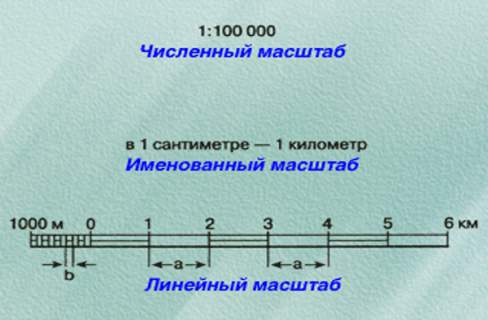 1:100 000
Численный масштаб
в 1 сантиметре — 1 километр
Именованный масштаб
1000 м 0 1 2 3 4 5 6 км
a a
b
Линейный масштаб